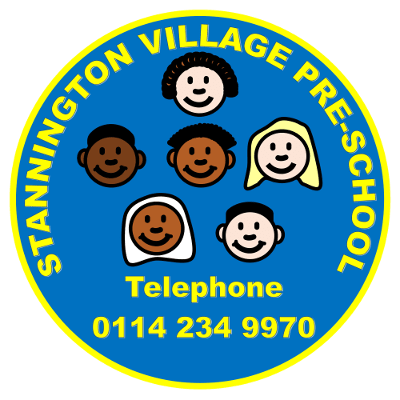 STANNINGTON VILLAGE PRE-SCHOOL
Telephone
0114 234 9970